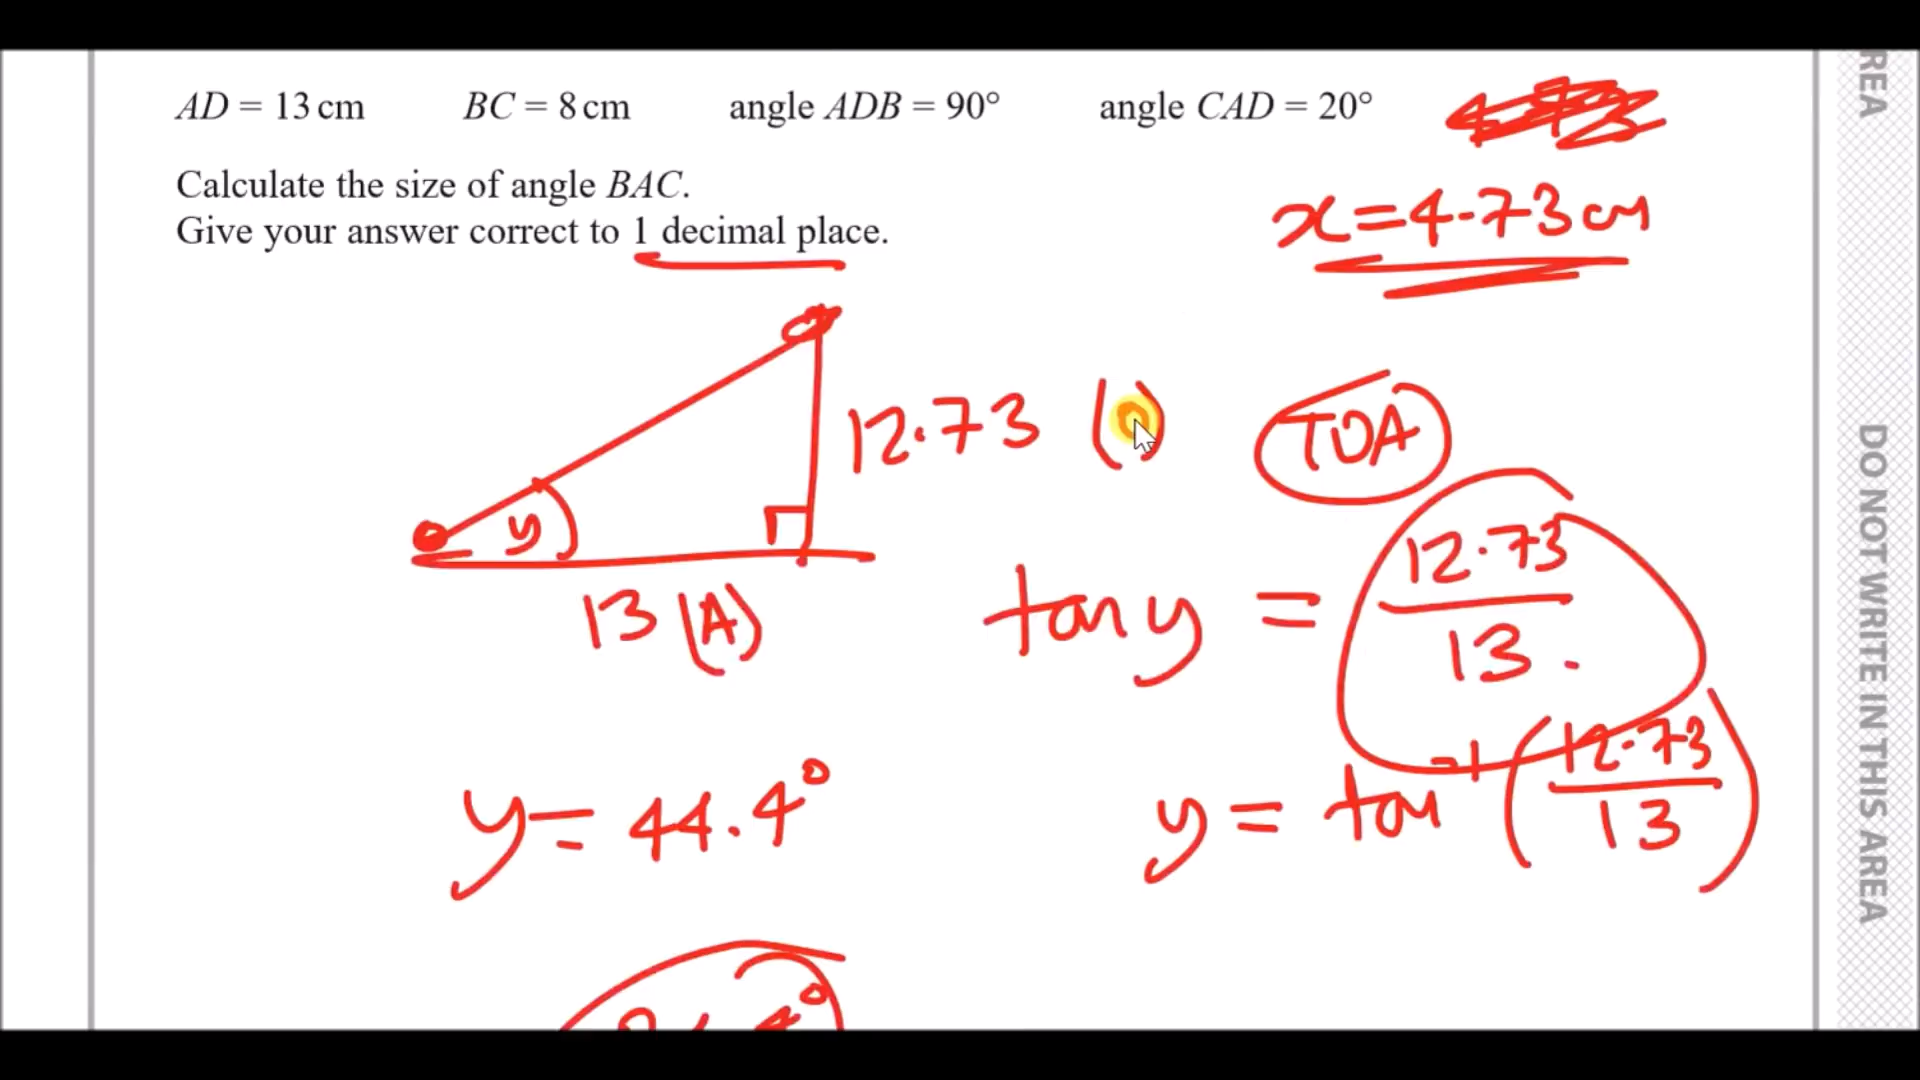 AD = 13 cm BC = 8 cm angle ADB = 90° angle CAD = 20°
Calculate the size of angle BAC.
Give your answer correct to 1 decimal place.
x = 4.73 cm
12.73 (O) TOA
y
13 (A)
tan y = 12.73 / 13
y = 44.4°
y = tan⁻¹ (12.73 / 13)
REA
DO NOT WRITE IN THIS AREA